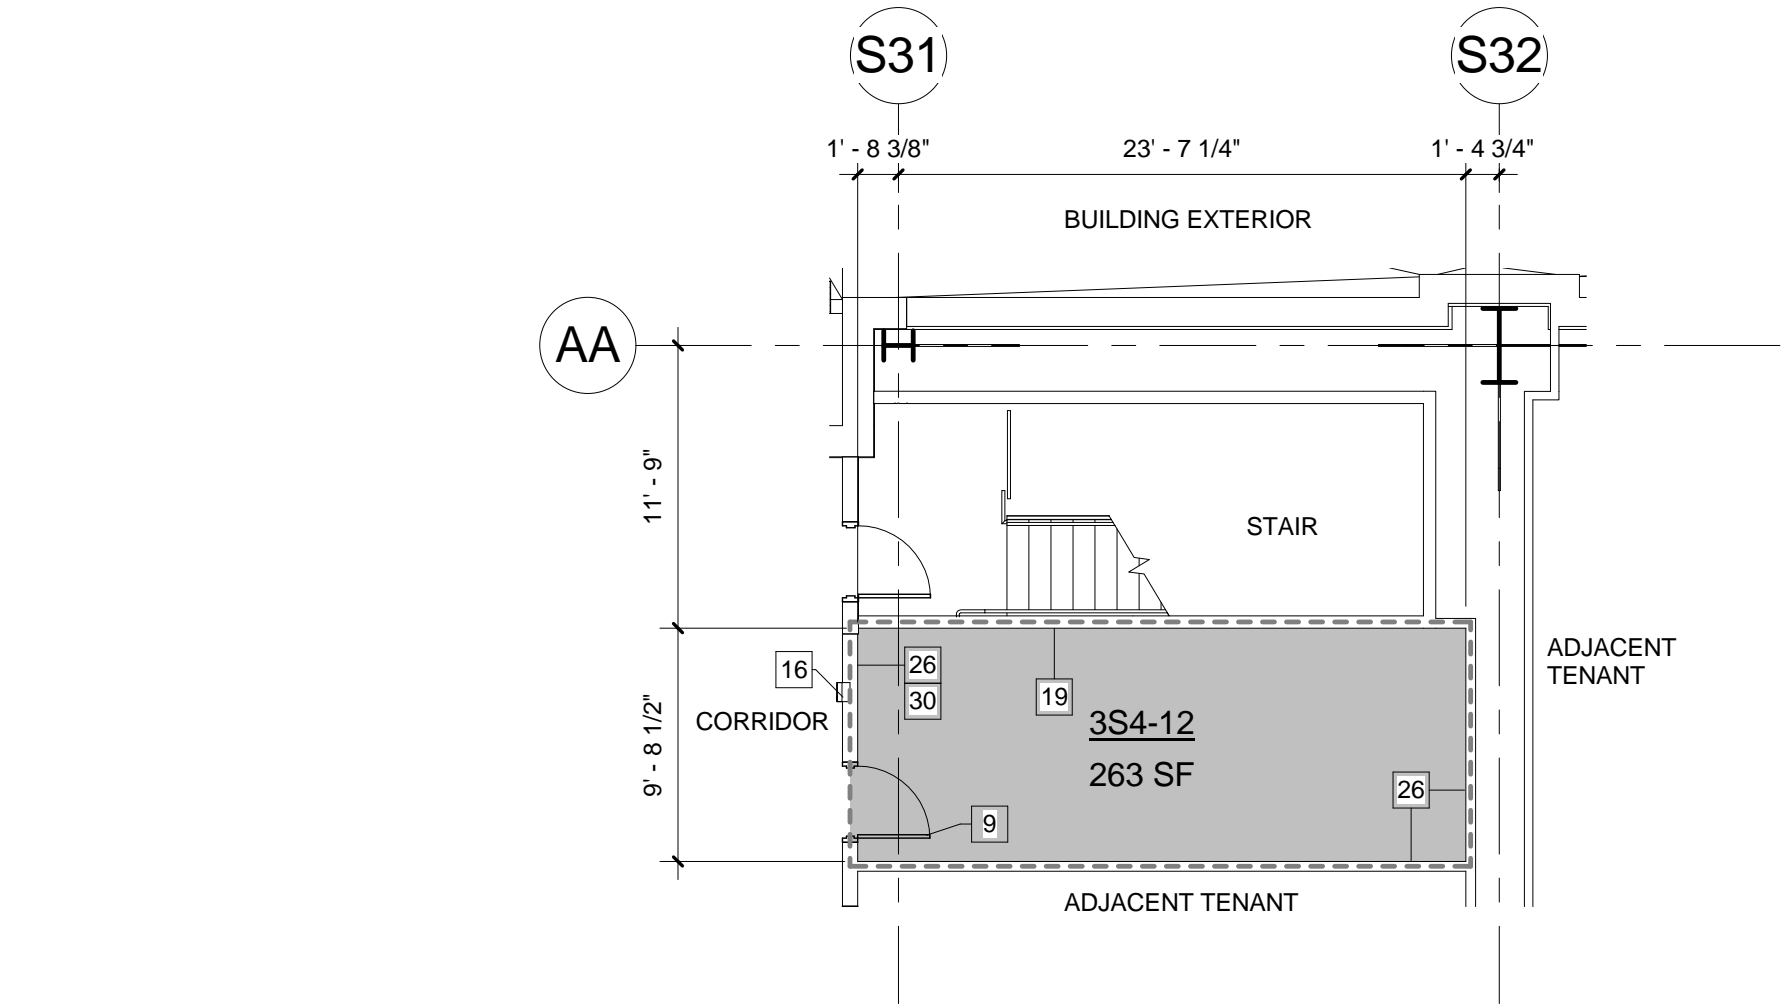 S31
S32
1' - 8 3/8"
23' - 7 1/4"
1' - 4 3/4"
BUILDING EXTERIOR
AA
11' - 9"
STAIR
ADJACENT
TENANT
16
26
30
19
CORRIDOR
9' - 8 1/2"
3S4-12
263 SF
26
9
ADJACENT TENANT